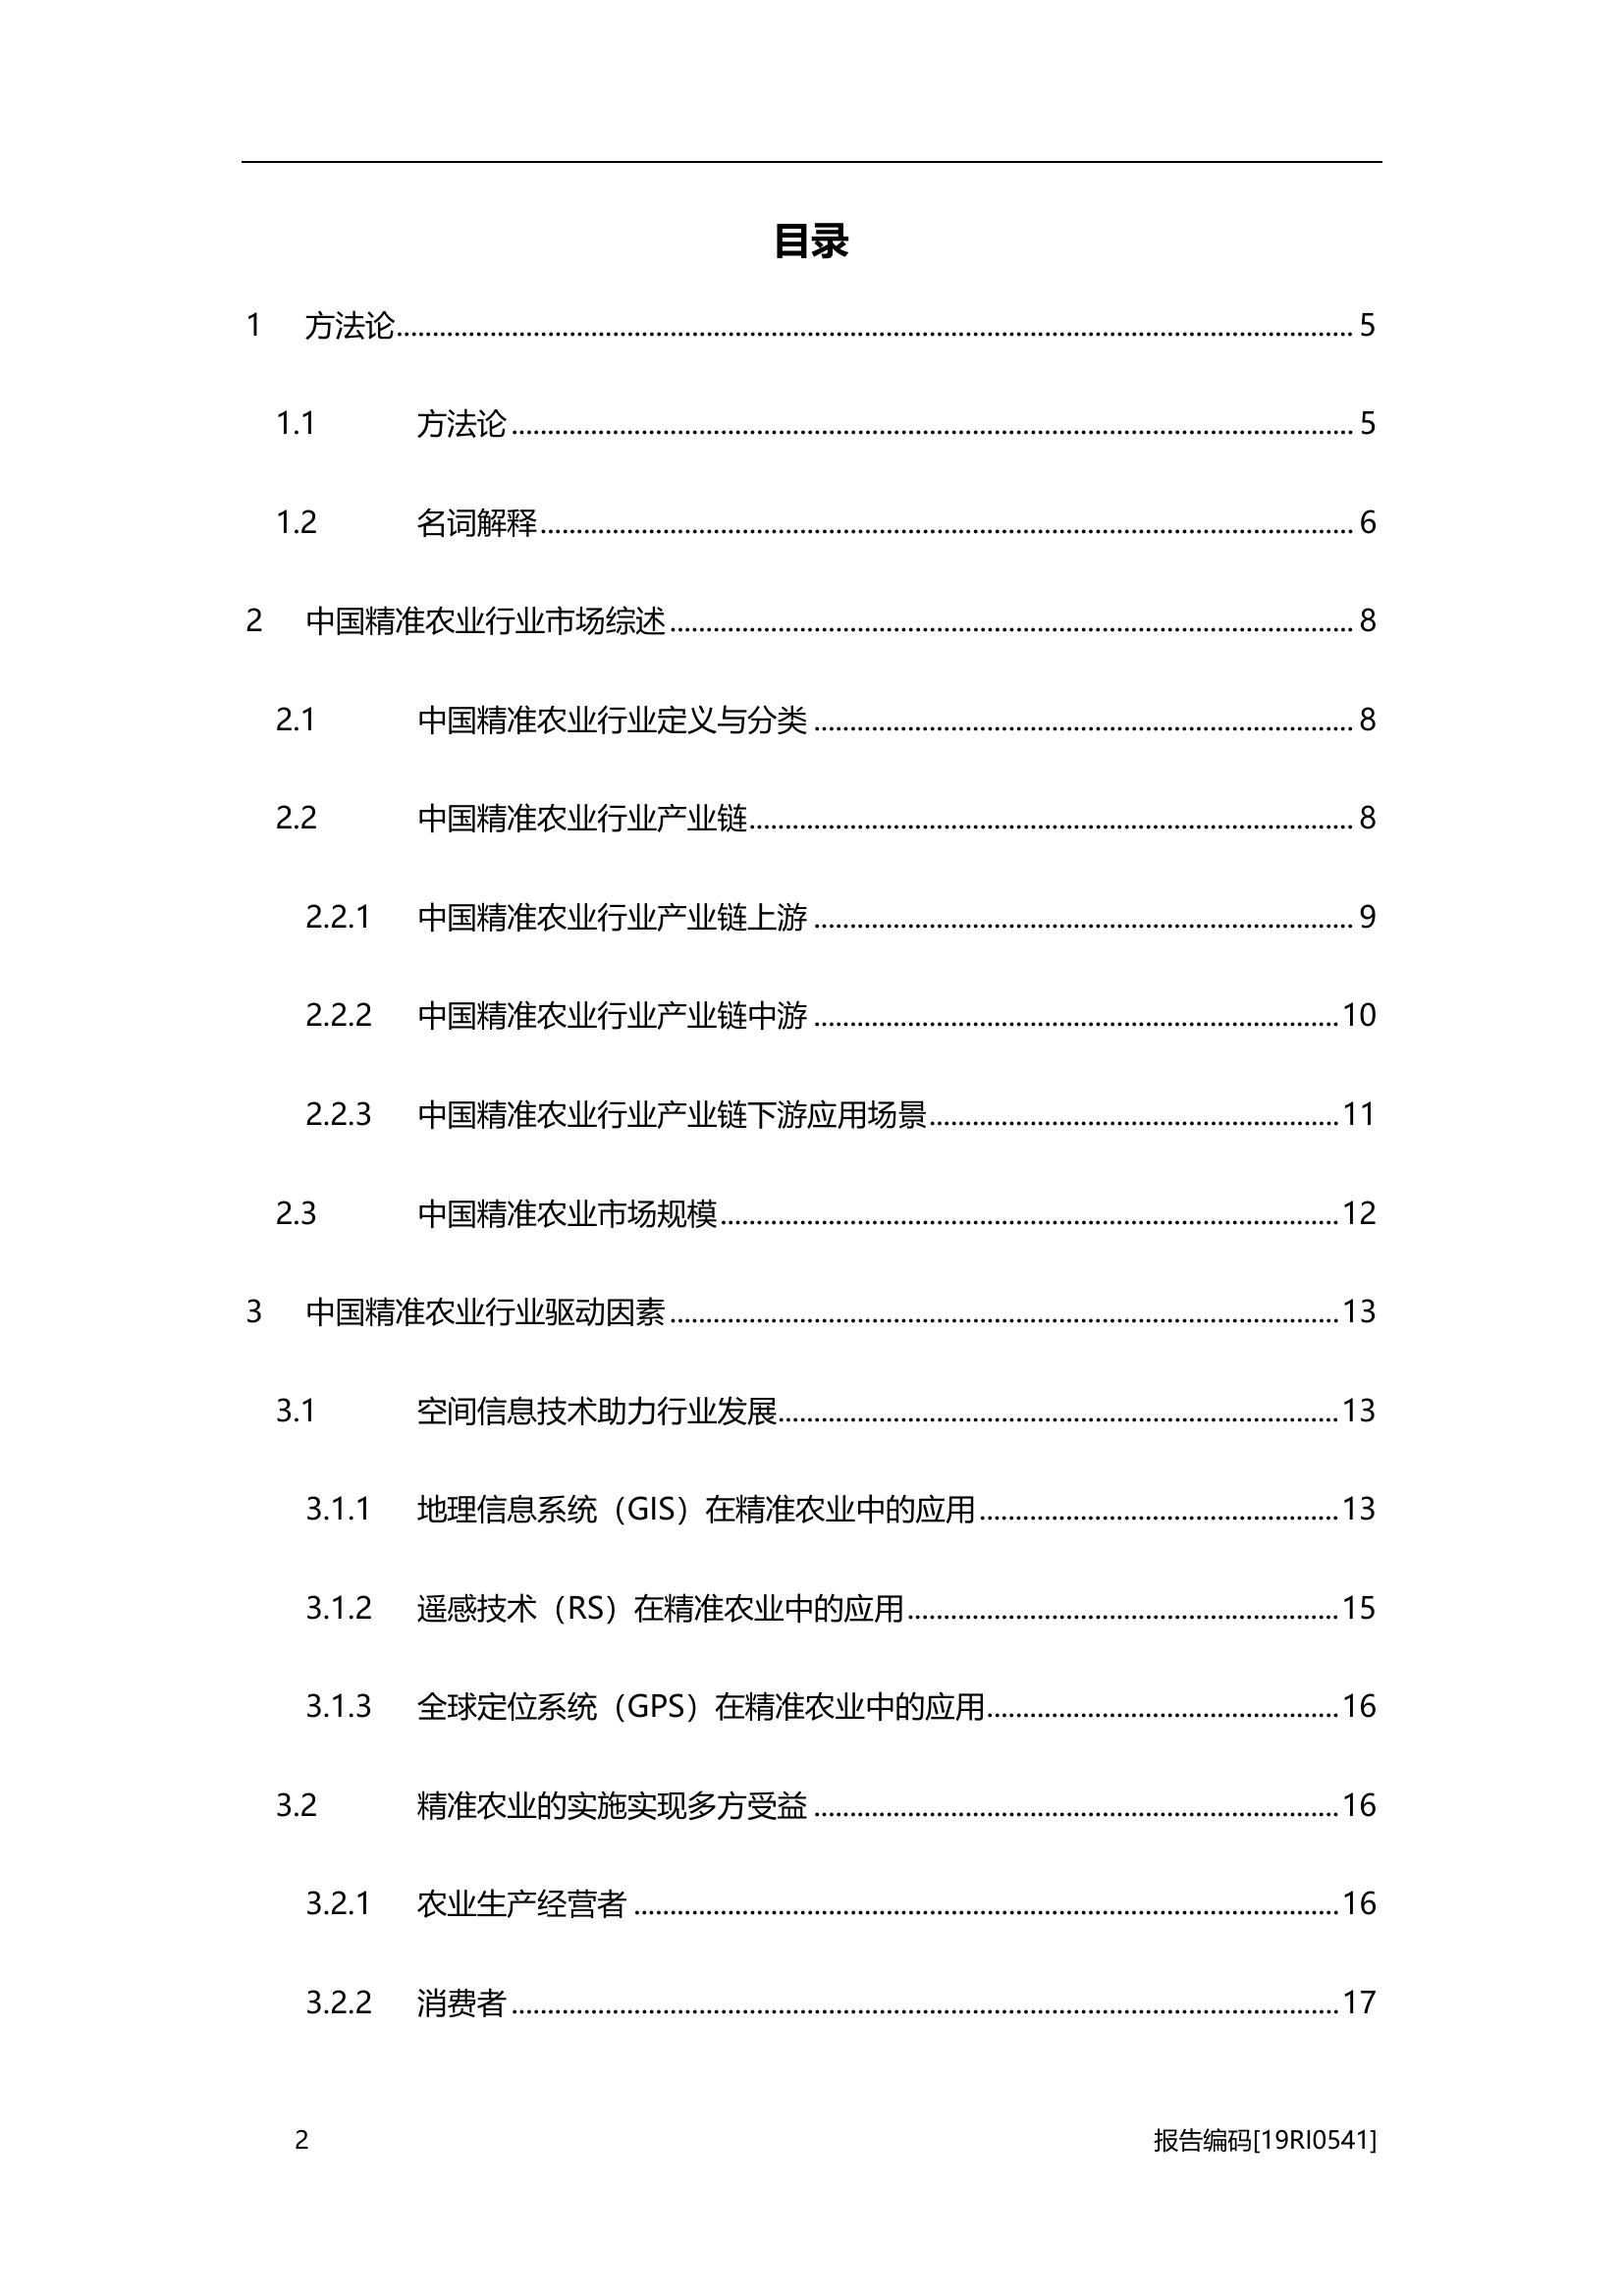 目录
1 方法论 5
1.1 方法论 5
1.2 名词解释 6
2 中国精准农业行业市场综述 8
2.1 中国精准农业行业定义与分类 8
2.2 中国精准农业行业产业链 8
2.2.1 中国精准农业行业产业链上游 9
2.2.2 中国精准农业行业产业链中游 10
2.2.3 中国精准农业行业产业链下游应用场景 11
2.3 中国精准农业市场规模 12
3 中国精准农业行业驱动因素 13
3.1 空间信息技术助力行业发展 13
3.1.1 地理信息系统（GIS）在精准农业中的应用 13
3.1.2 遥感技术（RS）在精准农业中的应用 15
3.1.3 全球定位系统（GPS）在精准农业中的应用 16
3.2 精准农业的实施实现多方受益 16
3.2.1 农业生产经营者 16
3.2.2 消费者 17
2 报告编码[19RI0541]